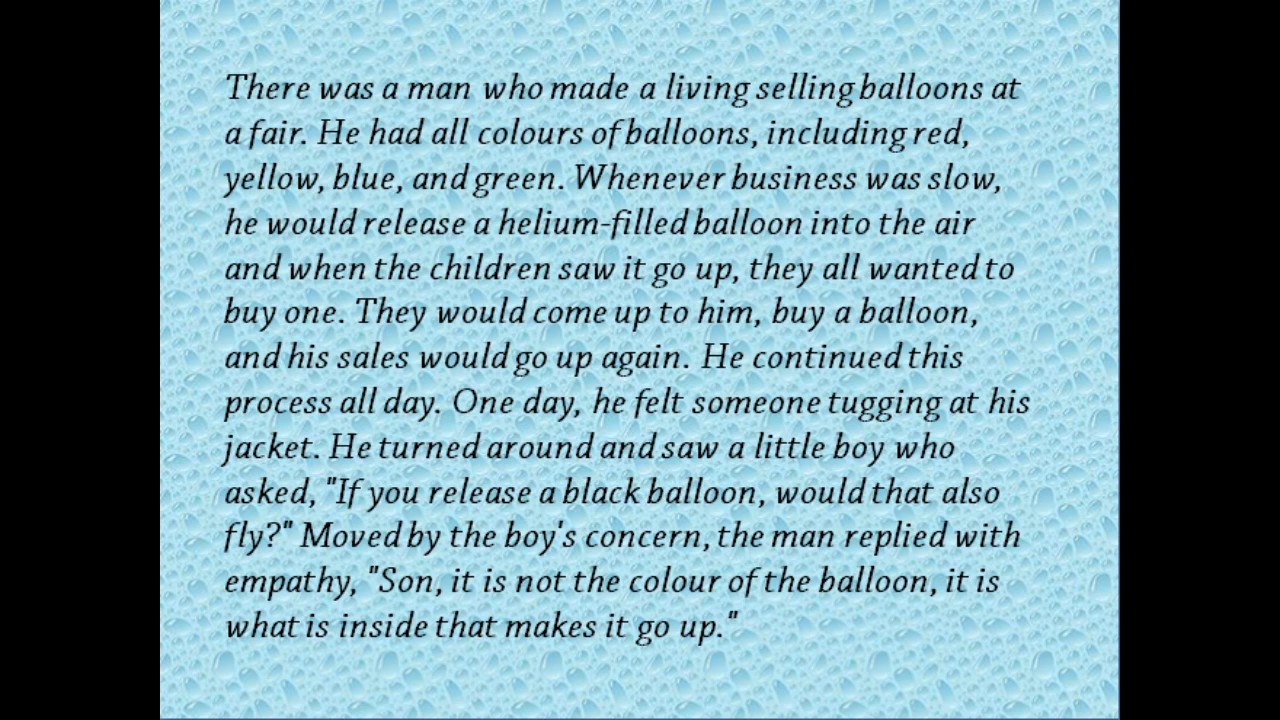 There was a man who made a living selling balloons at
a fair. He had all colours of balloons, including red,
yellow, blue, and green. Whenever business was slow,
he would release a helium-filled balloon into the air
and when the children saw it go up, they all wanted to
buy one. They would come up to him, buy a balloon,
and his sales would go up again. He continued this
process all day. One day, he felt someone tugging at his
jacket. He turned around and saw a little boy who
asked, "If you release a black balloon, would that also
fly?" Moved by the boy's concern, the man replied with
empathy, "Son, it is not the colour of the balloon, it is
what is inside that makes it go up."